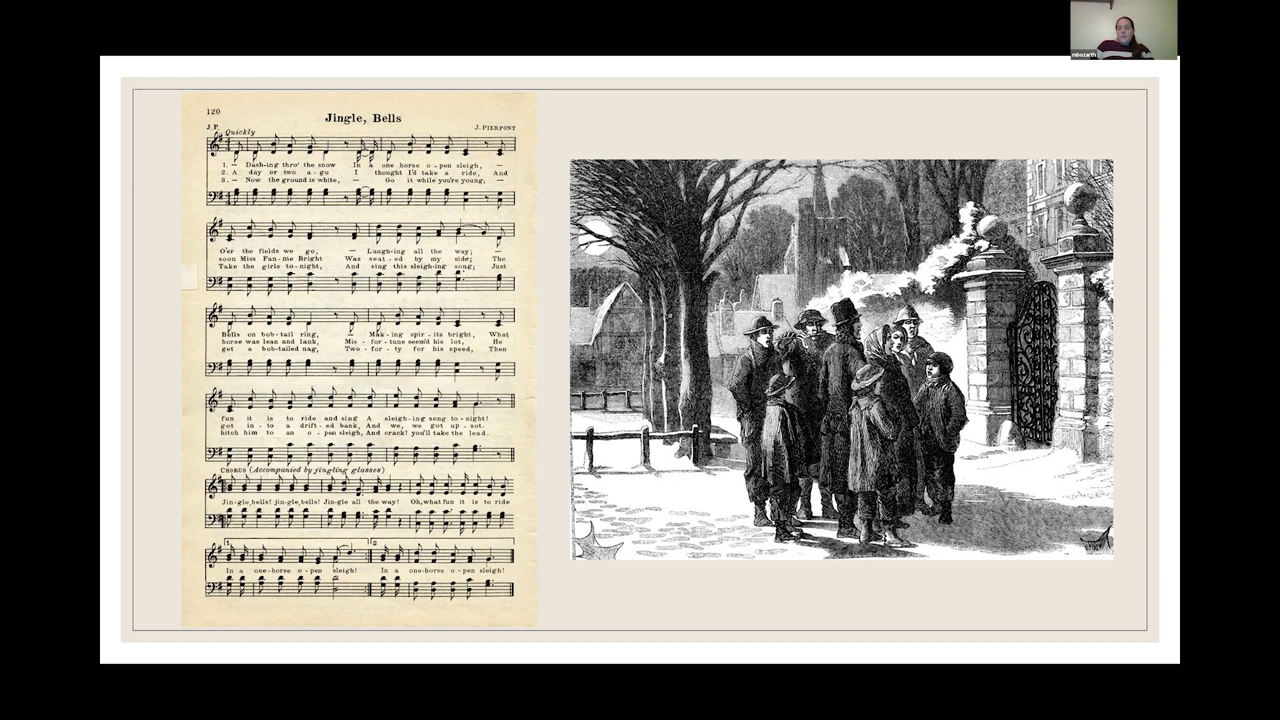 mbozarth
120
Jingle, Bells
J. P.
J. PIERPONT
Quickly
1. — Dash-ing thro' the snow In a one horse o-pen sleigh, —
2. A day or two a-go I thought I'd take a ride, And
3. — Now the ground is white, — Go it while you're young, —
O'er the fields we go, — Laugh-ing all the way; —
soon Miss Fan-nie Bright Was seat-ed by my side; The
Take the girls to-night, And sing this sleigh-ing song; Just
Bells on bob-tail ring, — Mak-ing spir-its bright, What
horse was lean and lank, Mis-for-tune seem'd his lot, He
get a bob-tailed nag, Two-for-ty for his speed, Then
fun it is to ride and sing A sleigh-ing song to-night!
got in-to a drift-ed bank, And we, we got up-sot.
hitch him to an o-pen sleigh, And crack! you'll take the lead.
CHORUS (Accompanied by jingling glasses)
Jin-gle, bells! jin-gle, bells! Jin-gle all the way! Oh, what fun it is to ride
1 2
In a one-horse o-pen sleigh! In a one-horse o-pen sleigh!